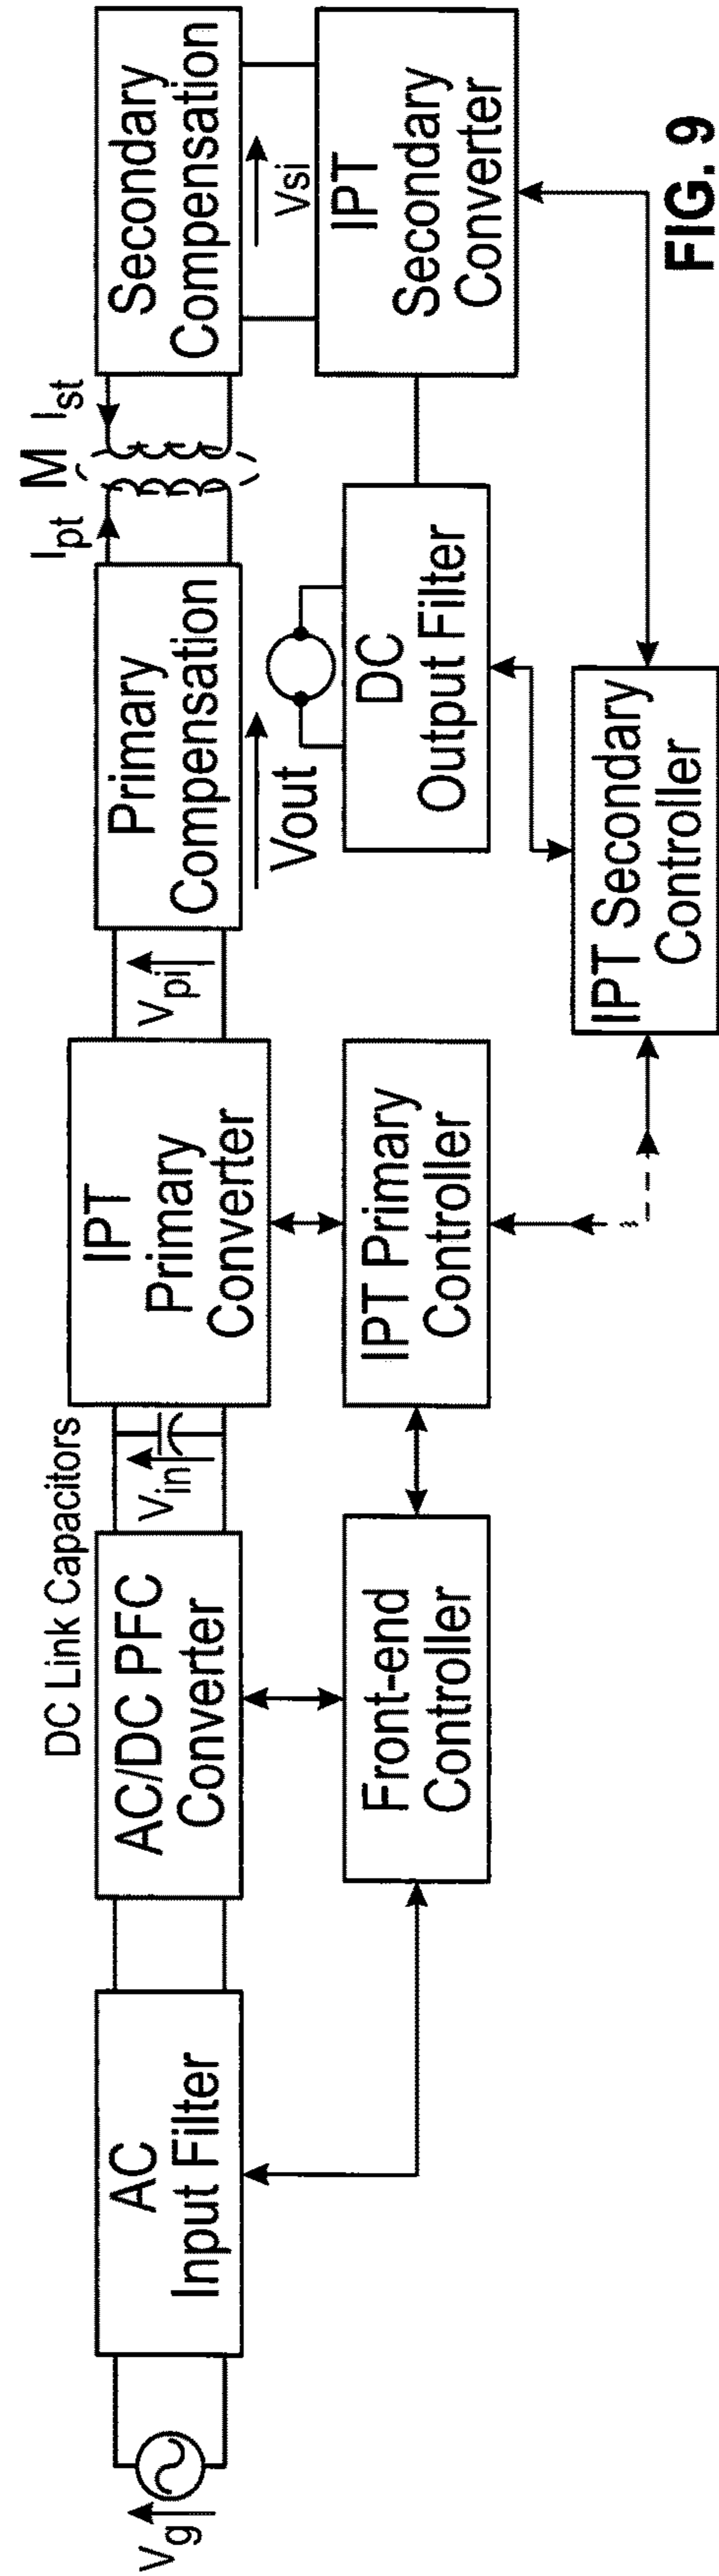 Vg
AC
Input Filter
AC/DC PFC
Converter
DC Link Capacitors
Vin
IPT
Primary
Converter
Vpi
Primary
Compensation
Ipt
M
Ist
Secondary
Compensation
Vsi
IPT
Secondary
Converter
Vout
DC
Output Filter
Front-end
Controller
IPT Primary
Controller
IPT Secondary
Controller
FIG. 9